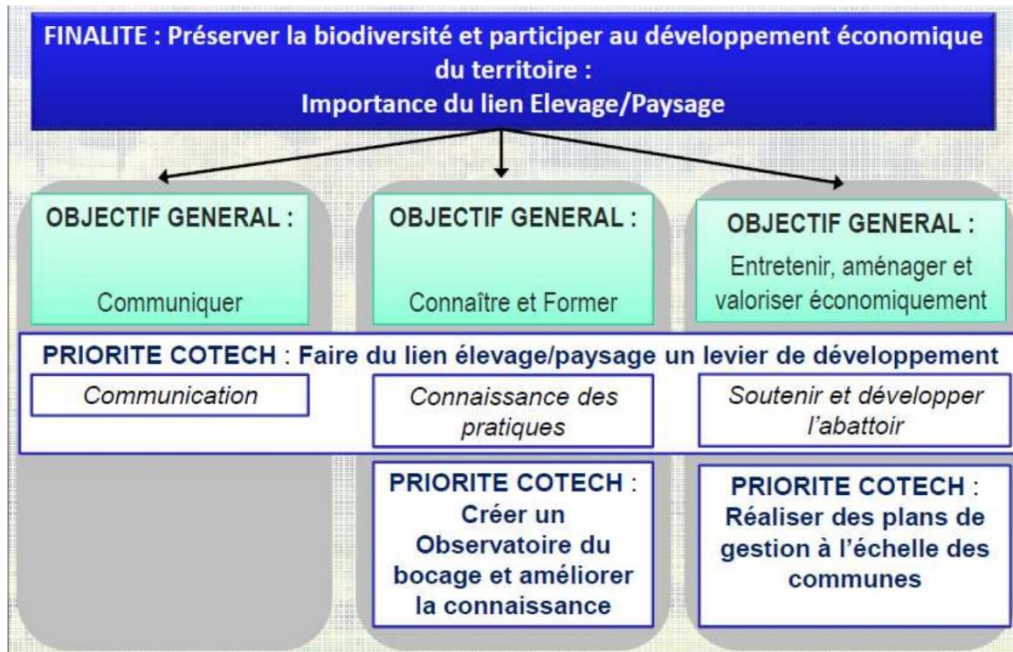 FINALITE : Préserver la biodiversité et participer au développement économique
du territoire :
Importance du lien Elevage/Paysage
OBJECTIF GENERAL :
Communiquer
OBJECTIF GENERAL :
Connaître et Former
OBJECTIF GENERAL :
Entretenir, aménager et
valoriser économiquement
PRIORITE COTECH : Faire du lien élevage/paysage un levier de développement
Communication
Connaissance des
pratiques
Soutenir et développer
l'abattoir
PRIORITE COTECH :
Créer un
Observatoire du
bocage et améliorer
la connaissance
PRIORITE COTECH :
Réaliser des plans de
gestion à l'échelle des
communes